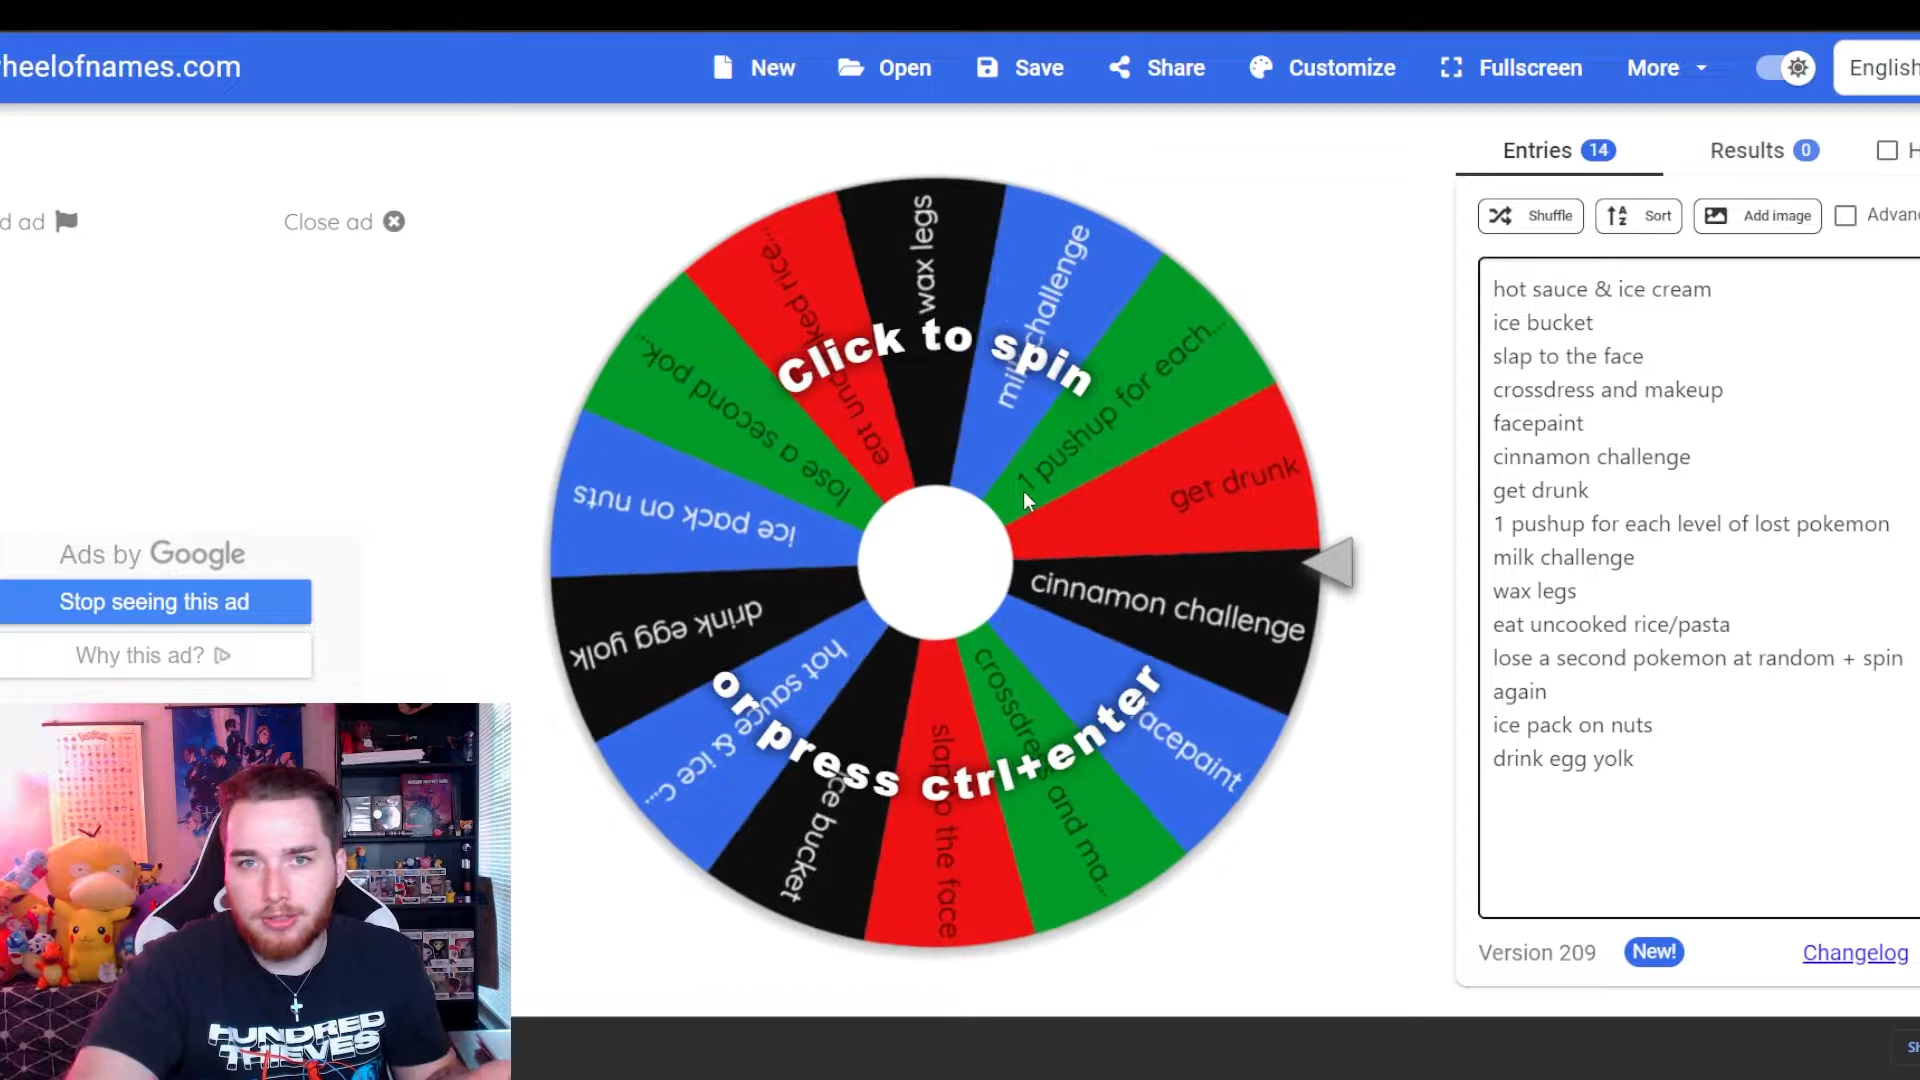 heelofnames.com
New
Open
Save
Share
Customize
Fullscreen
More
English
Entries 14
Results 0
d ad
Close ad
Shuffle
Sort
Add image
Advan
hot sauce & ice cream
ice bucket
slap to the face
crossdress and makeup
facepaint
cinnamon challenge
get drunk
1 pushup for each level of lost pokemon
milk challenge
wax legs
eat uncooked rice/pasta
lose a second pokemon at random + spin
again
ice pack on nuts
drink egg yolk
Version 209
New!
Changelog
Click to spin
or press ctrl+enter
wax legs
milk challenge
1 pushup for each...
get drunk
cinnamon challenge
facepaint
crossdress and ma...
slap to the face
ice bucket
hot sauce & ice c...
drink egg yolk
ice pack on nuts
lose a second pok...
eat uncooked rice...
Ads by Google
Stop seeing this ad
Why this ad?
HUNDRED
THIEVES